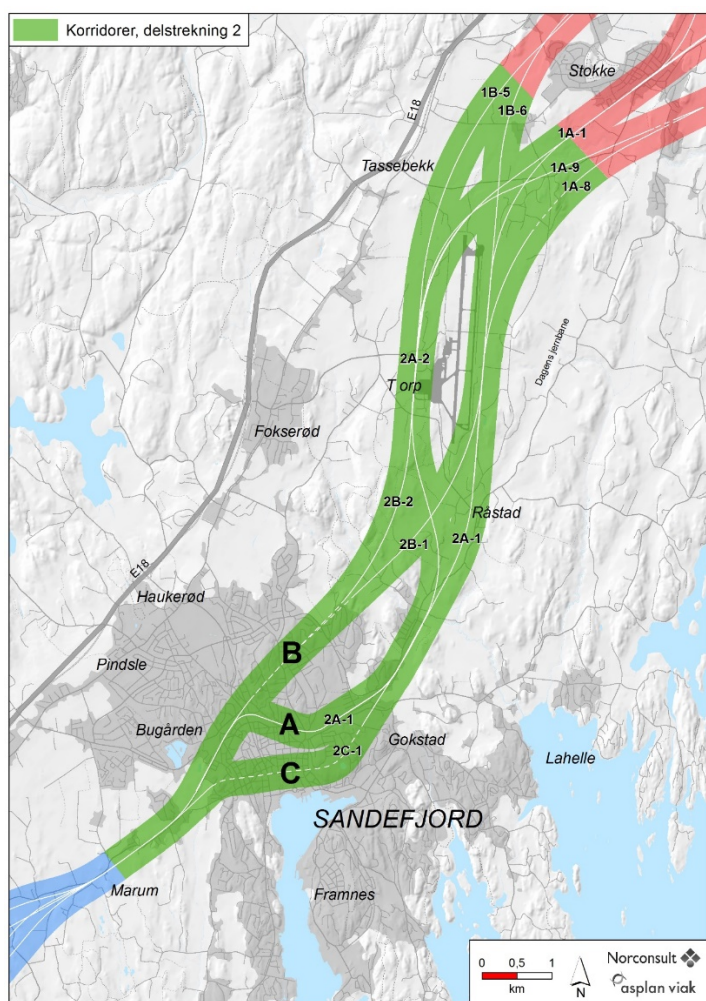 Korridorer, delstrekning 2
Stokke
1B-5
1B-6
E18
1A-1
Tassebekk
1A-9
1A-8
Dagens jernbane
2A-2
Torp
Fokserød
2B-2
Råstad
2B-1
2A-1
E18
Haukerød
B
Pindsle
A
2A-1
Bugården
Gokstad
2C-1
Lahelle
C
SANDEFJORD
Marum
Framnes
0 0,5 1
km
N
Norconsult
asplan viak